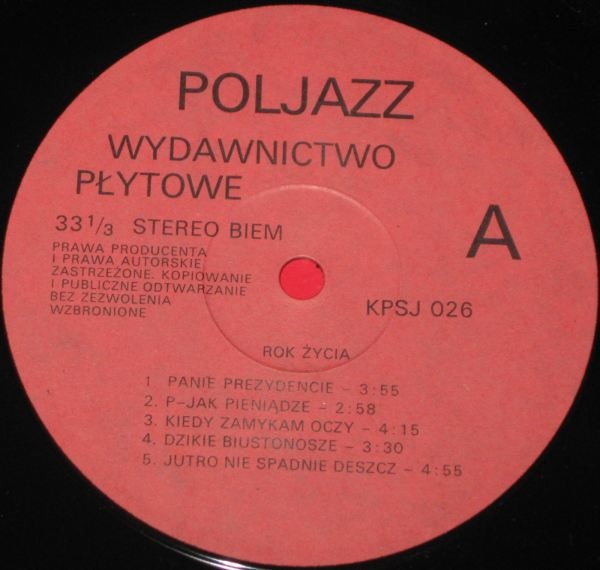 POLJAZZ
WYDAWNICTWO
PŁYTOWE
33 1/3 STEREO BIEM
A
PRAWA PRODUCENTA
I PRAWA AUTORSKIE
ZASTRZEŻONE. KOPIOWANIE
I PUBLICZNE ODTWARZANIE
BEZ ZEZWOLENIA
WZBRONIONE
KPSJ 026
ROK ŻYCIA
1 PANIE PREZYDENCIE – 3:55
2. P–JAK PIENIĄDZE – 2:58
3. KIEDY ZAMYKAM OCZY – 4:15
4. DZIKIE BIUSTONOSZE – 3:30
5. JUTRO NIE SPADNIE DESZCZ – 4:55